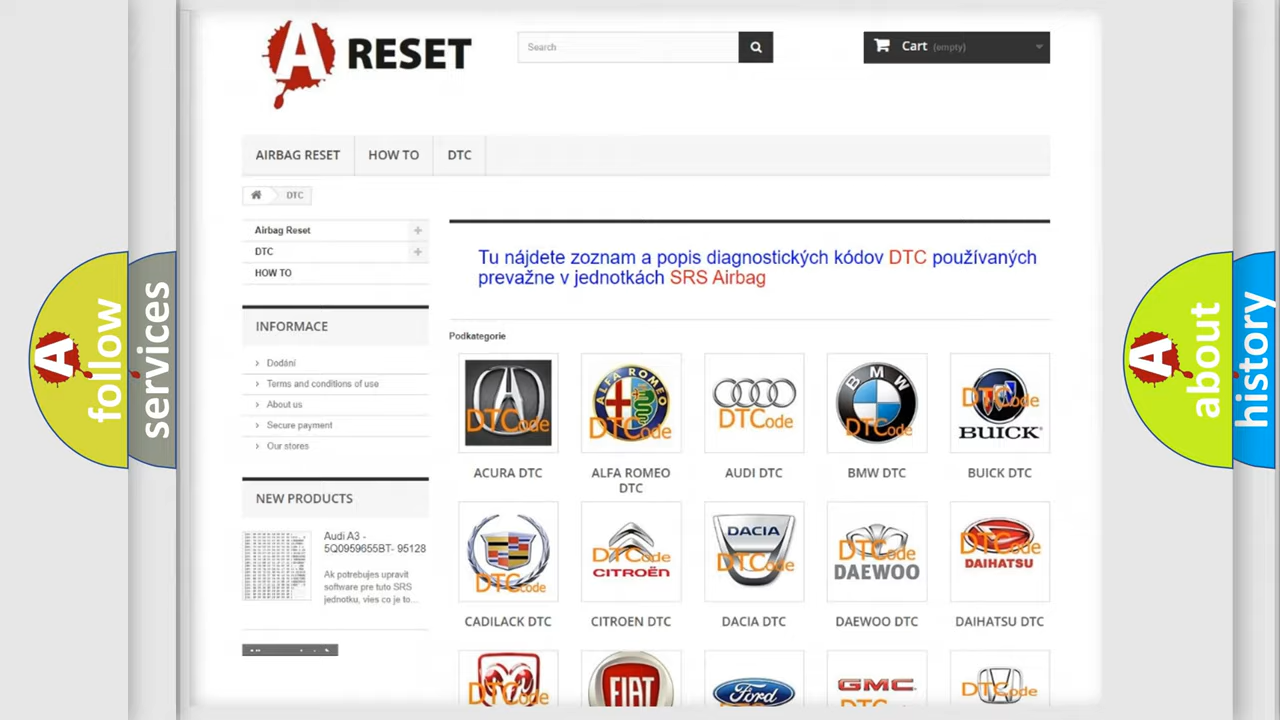 A RESET
Search
Cart (empty)
AIRBAG RESET
HOW TO
DTC
DTC
Airbag Reset
DTC
HOW TO
INFORMACE
Dodání
Terms and conditions of use
About us
Secure payment
Our stores
NEW PRODUCTS
Audi A3 -
5Q0959655BT- 95128
Ak potrebujes upravit
software pre tuto SRS
jednotku, vies co je to...
Tu nájdete zoznam a popis diagnostických kódov DTC používaných
prevažne v jednotkách SRS Airbag
Podkategorie
DTCode
ALFA ROMEO
DTCode
DTCode
BMW
DTCode
DTCode
BUICK
ACURA DTC
ALFA ROMEO
DTC
AUDI DTC
BMW DTC
BUICK DTC
DTCode
DTCode
CITROËN
DACIA
DTCode
DTCode
DAEWOO
DTCode
DAIHATSU
CADILACK DTC
CITROEN DTC
DACIA DTC
DAEWOO DTC
DAIHATSU DTC
DTCode
FIAT
Ford
GMC
DTCode
A follow
services
A about
history